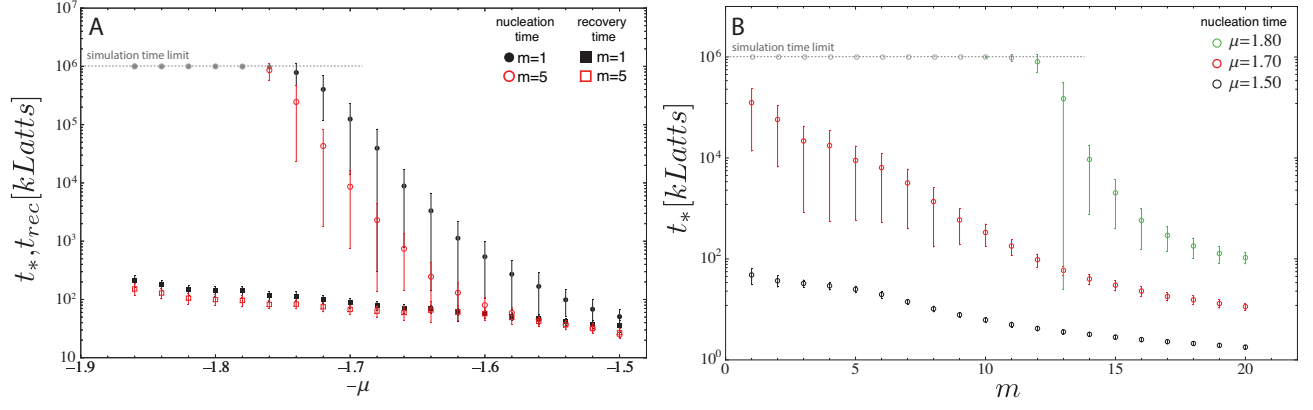 A
nucleation time
recovery time
m=1
m=1
m=5
m=5
simulation time limit
t*, t_rec [kLatts]
10^7
10^6
10^5
10^4
10^3
10^2
10
−1.9
−1.8
−1.7
−1.6
−1.5
−μ
B
nucleation time
μ=1.80
μ=1.70
μ=1.50
simulation time limit
t* [kLatts]
10^6
10^4
10^2
10^0
0
5
10
15
20
m